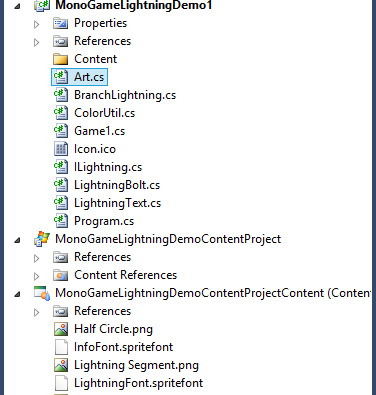 MonoGameLightningDemo1
Properties
References
Content
Art.cs
BranchLightning.cs
ColorUtil.cs
Game1.cs
Icon.ico
ILightning.cs
LightningBolt.cs
LightningText.cs
Program.cs
MonoGameLightningDemoContentProject
References
Content References
MonoGameLightningDemoContentProjectContent (Conten
References
Half Circle.png
InfoFont.spritefont
Lightning Segment.png
LightningFont.spritefont